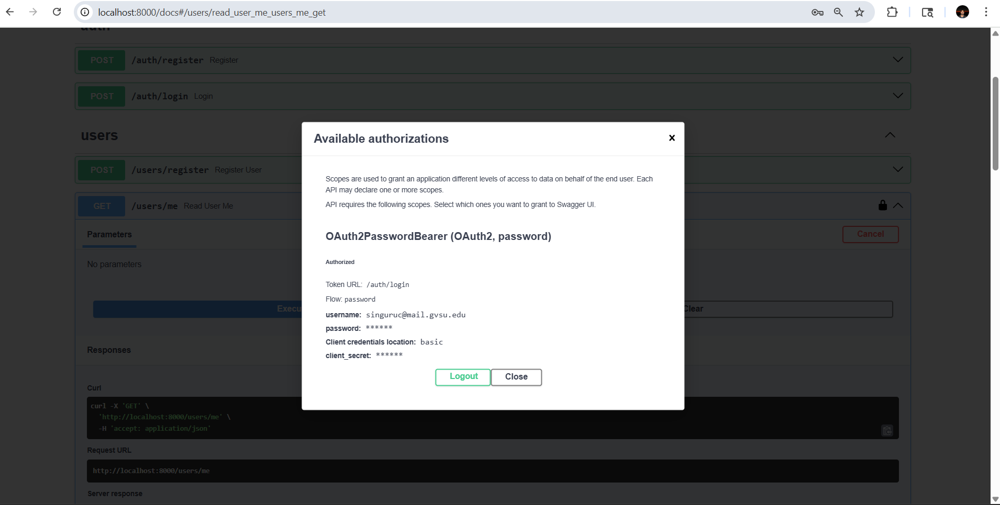 localhost:8000/docs#/users/read_user_me_users_me_get
auth
POST /auth/register Register
POST /auth/login Login
users
POST /users/register Register User
GET /users/me Read User Me
Parameters
Cancel
No parameters
Clear
Responses
Curl
curl -X 'GET' \
'http://localhost:8000/users/me' \
-H 'accept: application/json'
Request URL
http://localhost:8000/users/me
Server response
Available authorizations
Scopes are used to grant an application different levels of access to data on behalf of the end user. Each
API may declare one or more scopes.
API requires the following scopes. Select which ones you want to grant to Swagger UI.
OAuth2PasswordBearer (OAuth2, password)
Authorized
Token URL: /auth/login
Flow: password
username: singuruc@mail.gvsu.edu
password: ******
Client credentials location: basic
client_secret: ******
Logout
Close